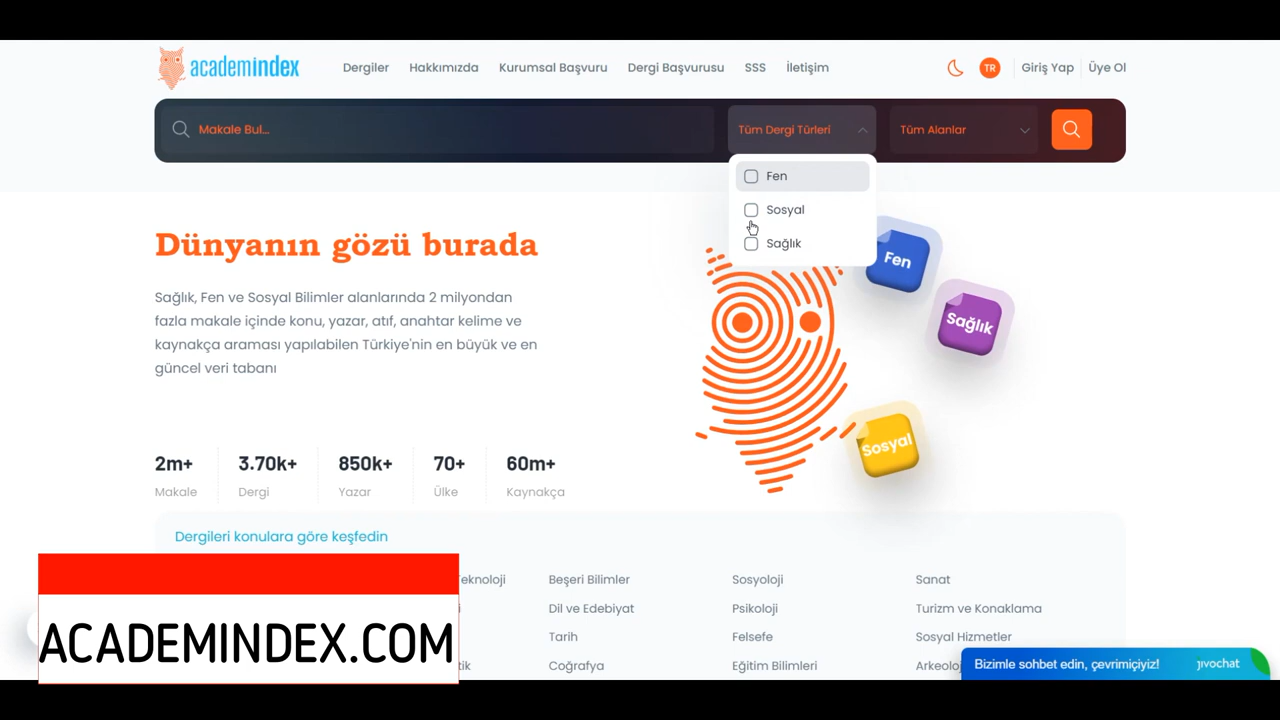 academindex
Dergiler Hakkımızda Kurumsal Başvuru Dergi Başvurusu SSS İletişim TR Giriş Yap Üye Ol
Makale Bul... Tüm Dergi Türleri Tüm Alanlar
Fen
Sosyal
Sağlık
Dünyanın gözü burada
Sağlık, Fen ve Sosyal Bilimler alanlarında 2 milyondan
fazla makale içinde konu, yazar, atıf, anahtar kelime ve
kaynakça araması yapılabilen Türkiye'nin en büyük ve en
güncel veri tabanı
Fen
Sağlık
Sosyal
2m+ 3.70k+ 850k+ 70+ 60m+
Makale Dergi Yazar Ülke Kaynakça
Dergileri konulara göre keşfedin
Beşeri Bilimler Sosyoloji Sanat
Dil ve Edebiyat Psikoloji Turizm ve Konaklama
Tarih Felsefe Sosyal Hizmetler
Coğrafya Eğitim Bilimleri
ACADEMINDEX.COM
Bizimle sohbet edin, çevrimiçiyiz! jivochat